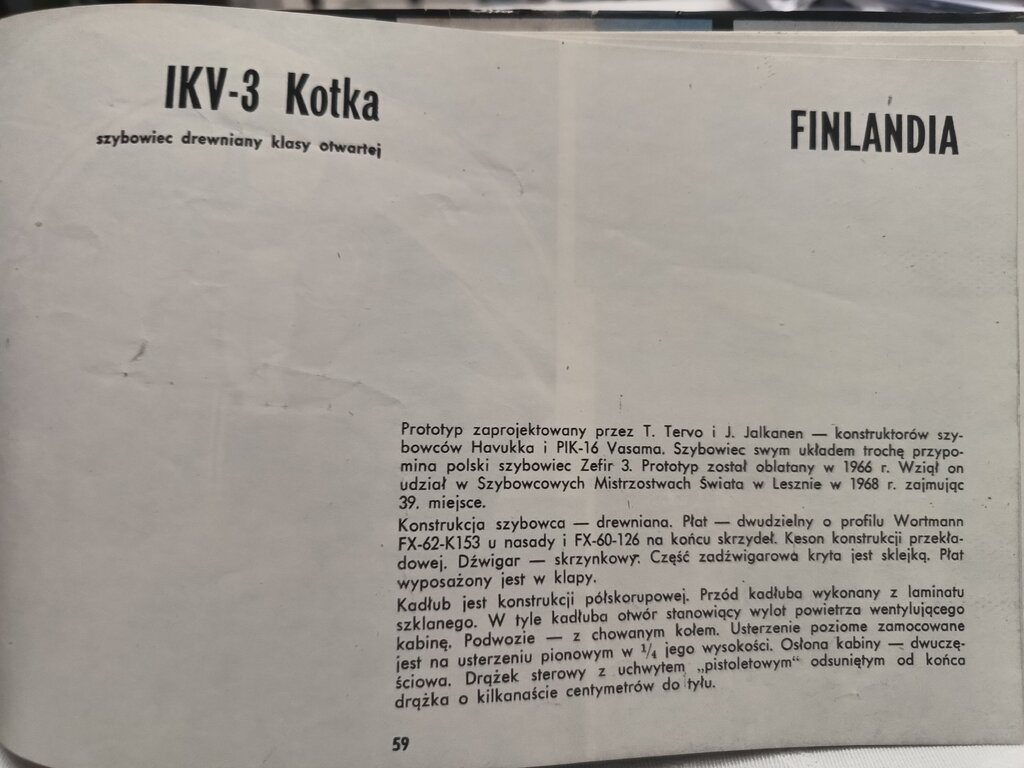 IKV-3 Kotka
szybowiec drewniany klasy otwartej
FINLANDIA
Prototyp zaprojektowany przez T. Tervo i J. Jalkanen — konstruktorów szy-
bowców Havukka i PIK-16 Vasama. Szybowiec swym układem trochę przypo-
mina polski szybowiec Zefir 3. Prototyp został oblatany w 1966 r. Wziął on
udział w Szybowcowych Mistrzostwach Świata w Lesznie w 1968 r. zajmując
39. miejsce.
Konstrukcja szybowca — drewniana. Płat — dwudzielny o profilu Wortmann
FX-62-K153 u nasady i FX-60-126 na końcu skrzydeł. Keson konstrukcji przekła-
dowej. Dźwigar — skrzynkowy. Część zadźwigarowa kryta jest sklejką. Płat
wyposażony jest w klapy.
Kadłub jest konstrukcji półskorupowej. Przód kadłuba wykonany z laminatu
szklanego. W tyle kadłuba otwór stanowiący wylot powietrza wentylującego
kabinę. Podwozie — z chowanym kołem. Usterzenie poziome zamocowane
jest na usterzeniu pionowym w 1/4 jego wysokości. Osłona kabiny — dwuczę-
ściowa. Drążek sterowy z uchwytem „pistoletowym" odsuniętym od końca
drążka o kilkanaście centymetrów do tyłu.
59